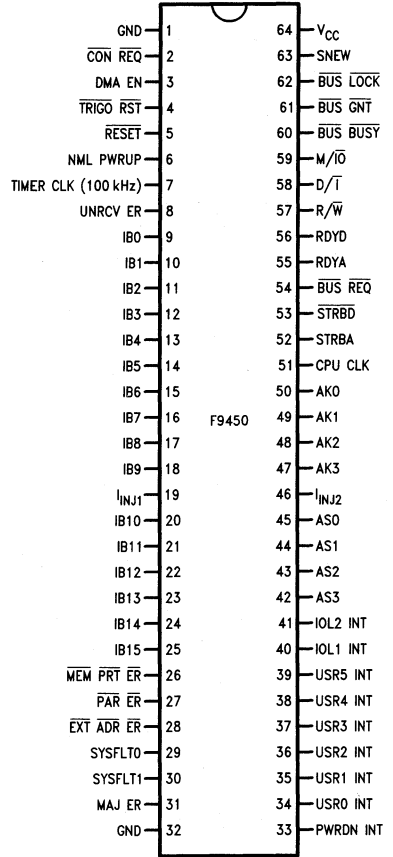 GND 1 64 VCC
CON REQ 2 63 SNEW
DMA EN 3 62 BUS LOCK
TRIGO RST 4 61 BUS GNT
RESET 5 60 BUS BUSY
NML PWRUP 6 59 M/IO
TIMER CLK (100 kHz) 7 58 D/I
UNRCV ER 8 57 R/W
IB0 9 56 RDYD
IB1 10 55 RDYA
IB2 11 54 BUS REQ
IB3 12 53 STRBD
IB4 13 52 STRBA
IB5 14 51 CPU CLK
IB6 15 50 AK0
IB7 16 F9450 49 AK1
IB8 17 48 AK2
IB9 18 47 AK3
IINJ1 19 46 IINJ2
IB10 20 45 AS0
IB11 21 44 AS1
IB12 22 43 AS2
IB13 23 42 AS3
IB14 24 41 IOL2 INT
IB15 25 40 IOL1 INT
MEM PRT ER 26 39 USR5 INT
PAR ER 27 38 USR4 INT
EXT ADR ER 28 37 USR3 INT
SYSFLT0 29 36 USR2 INT
SYSFLT1 30 35 USR1 INT
MAJ ER 31 34 USR0 INT
GND 32 33 PWRDN INT